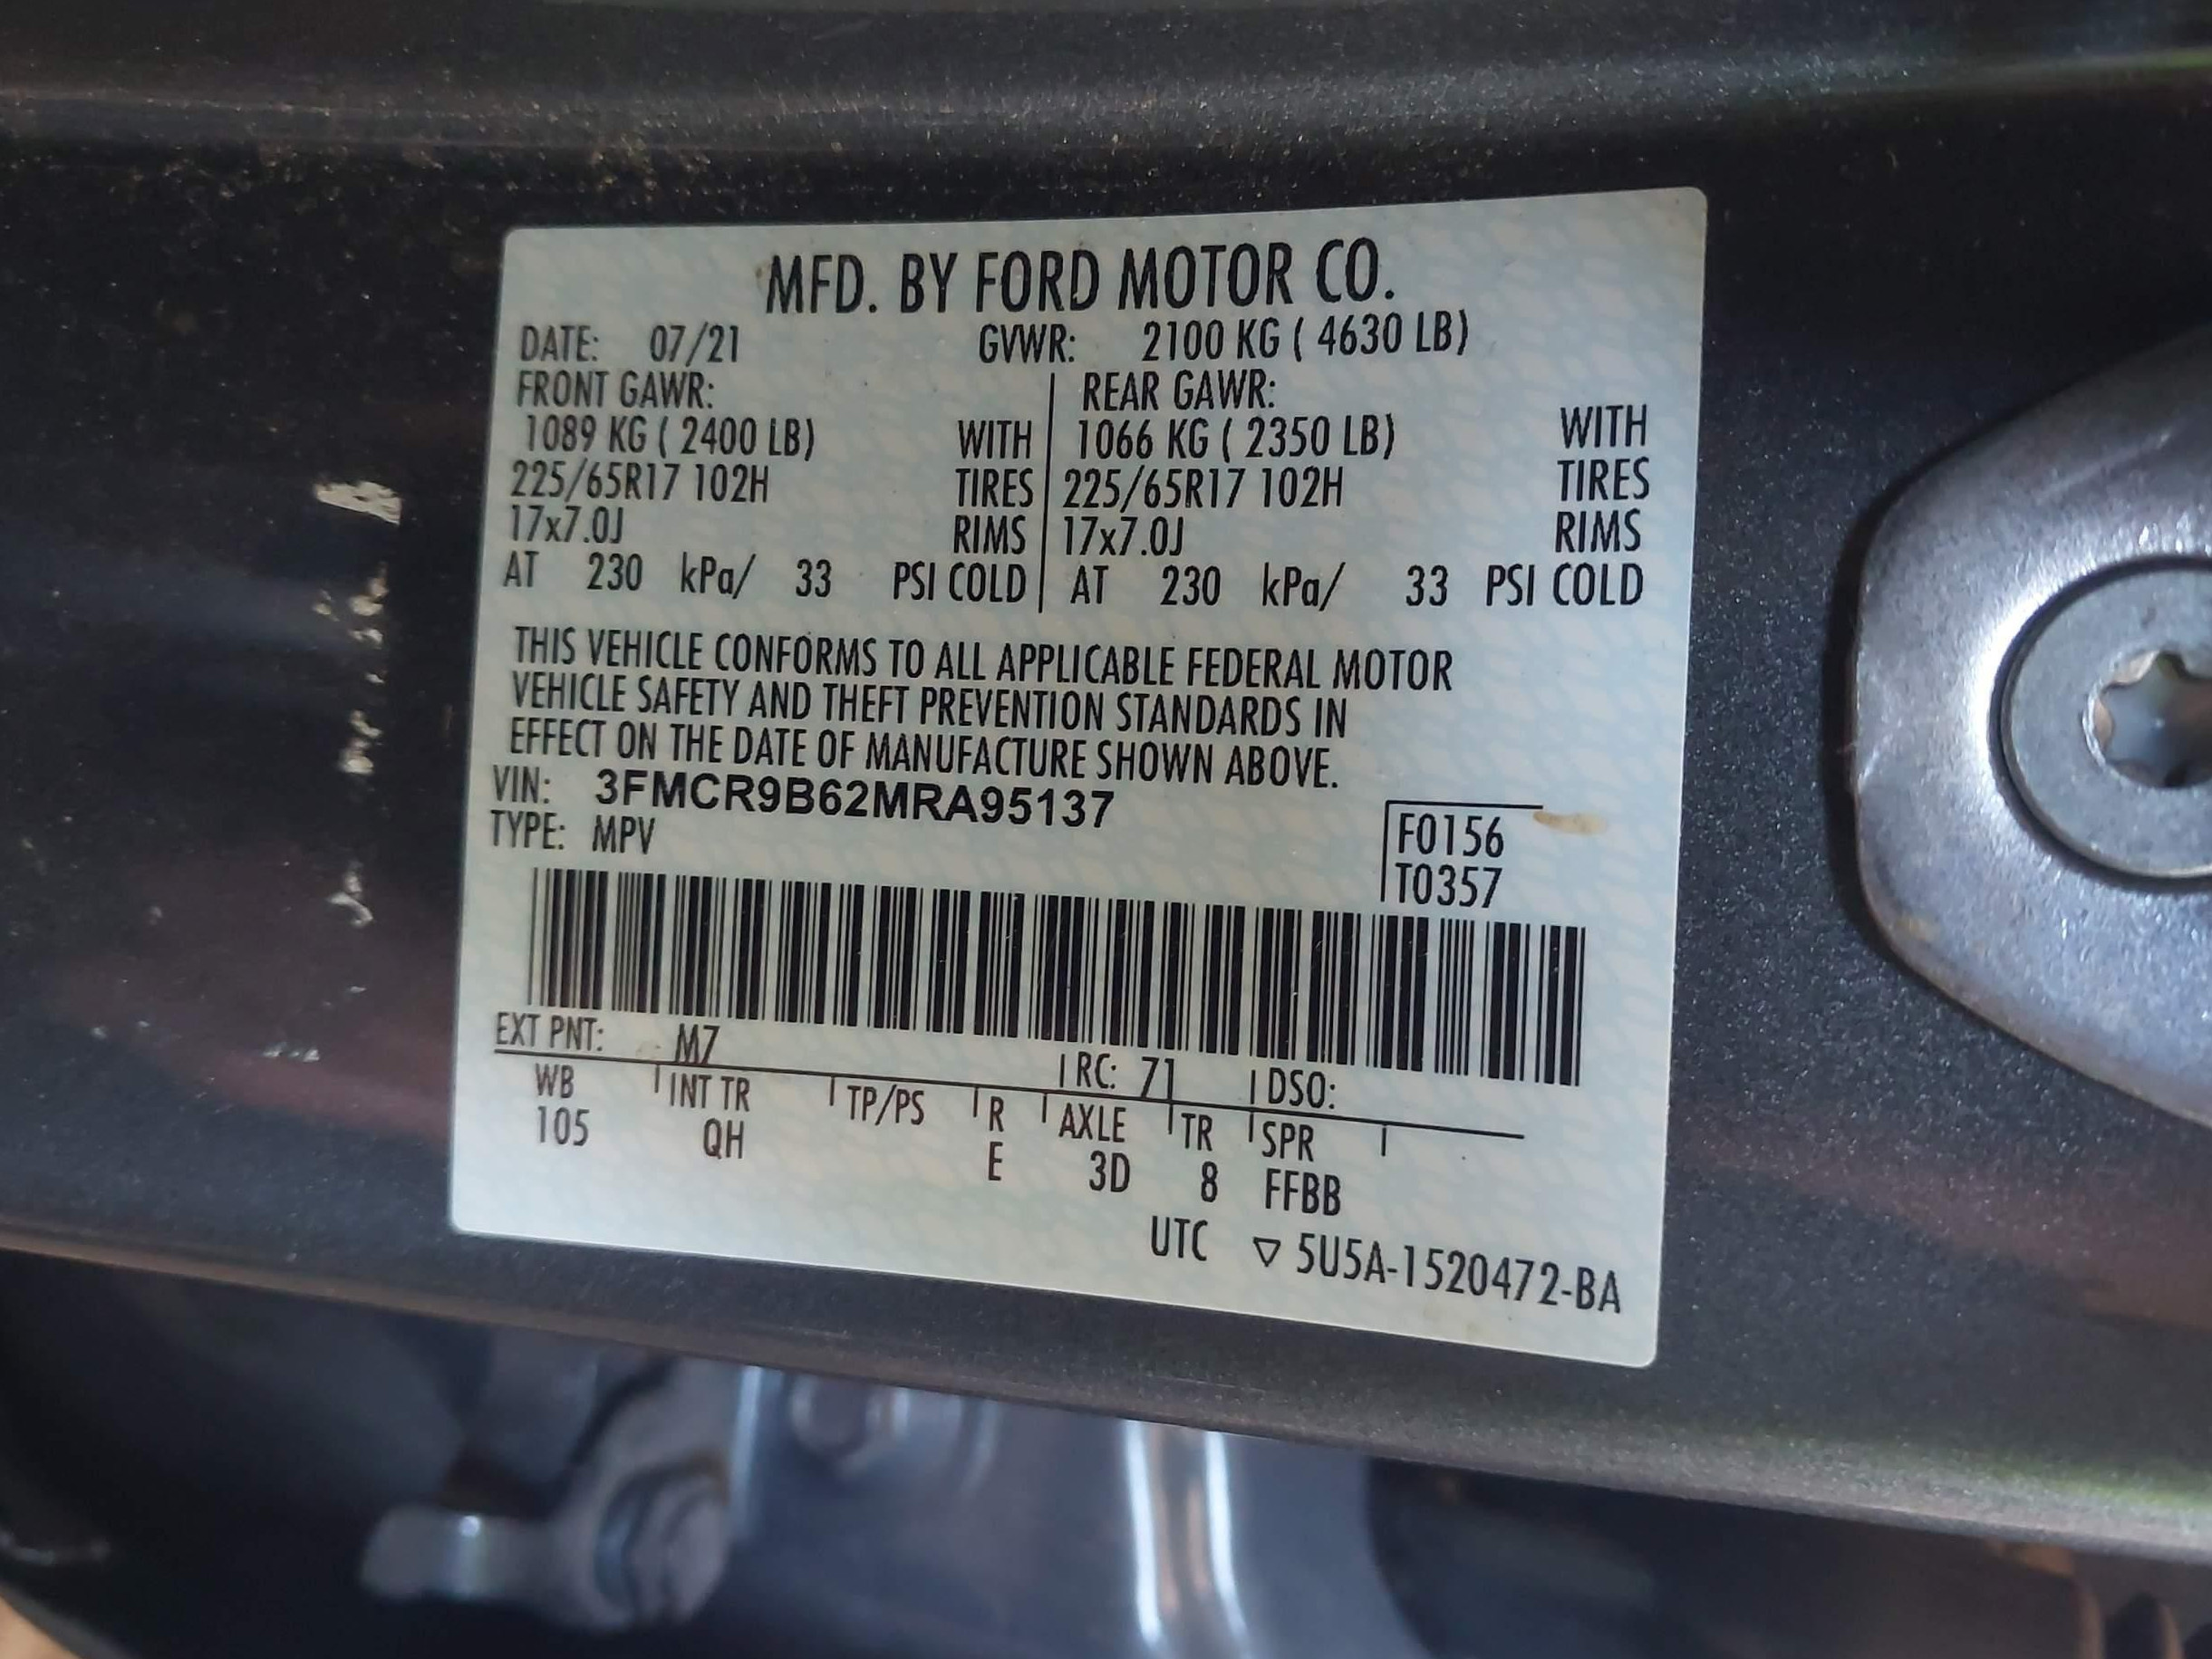 MFD. BY FORD MOTOR CO.
DATE: 07/21 GVWR: 2100 KG ( 4630 LB)
FRONT GAWR: REAR GAWR:
1089 KG ( 2400 LB) WITH 1066 KG ( 2350 LB) WITH
225/65R17 102H TIRES 225/65R17 102H TIRES
17x7.0J RIMS 17x7.0J RIMS
AT 230 kPa/ 33 PSI COLD AT 230 kPa/ 33 PSI COLD
THIS VEHICLE CONFORMS TO ALL APPLICABLE FEDERAL MOTOR
VEHICLE SAFETY AND THEFT PREVENTION STANDARDS IN
EFFECT ON THE DATE OF MANUFACTURE SHOWN ABOVE.
VIN: 3FMCR9B62MRA95137
TYPE: MPV
F0156
T0357
EXT PNT: M7 RC: 71 DSO:
WB INT TR TP/PS R AXLE TR SPR
105 QH E 3D 8 FFBB
UTC ▽ 5U5A-1520472-BA